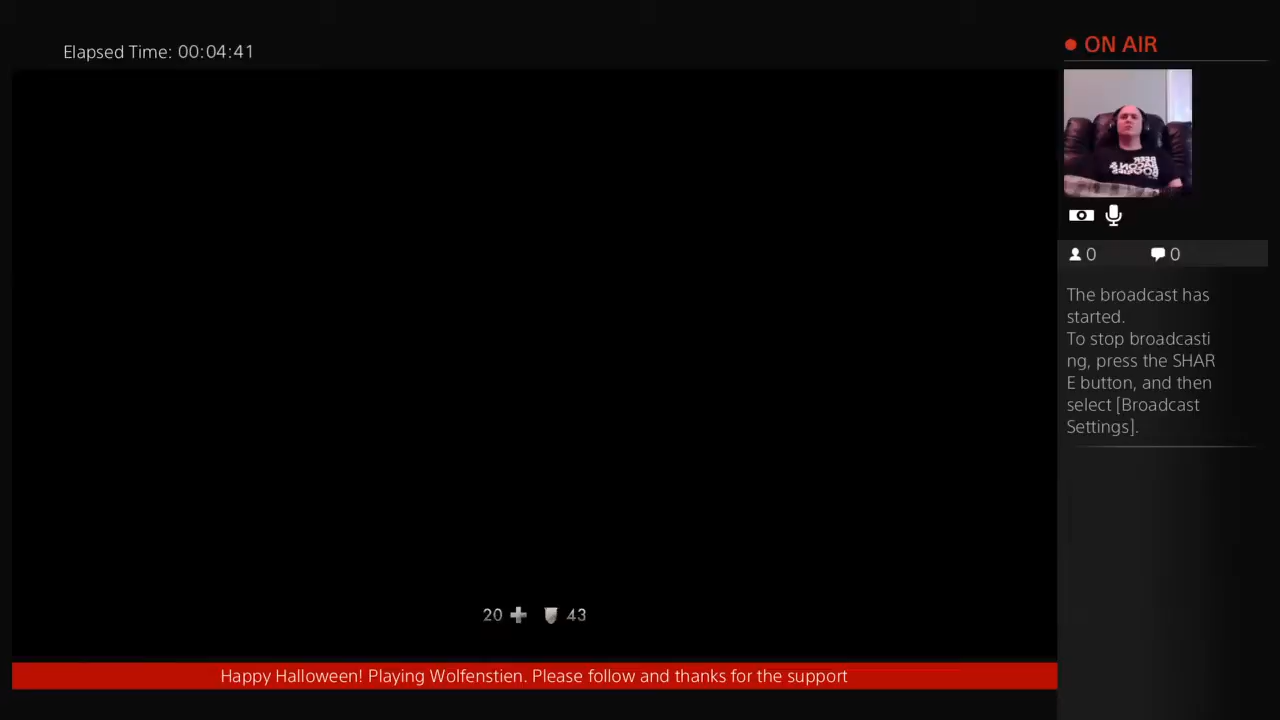 Elapsed Time: 00:04:41
ON AIR
0 0
The broadcast has
started.
To stop broadcasti
ng, press the SHAR
E button, and then
select [Broadcast
Settings].
20 43
Happy Halloween! Playing Wolfenstien. Please follow and thanks for the support